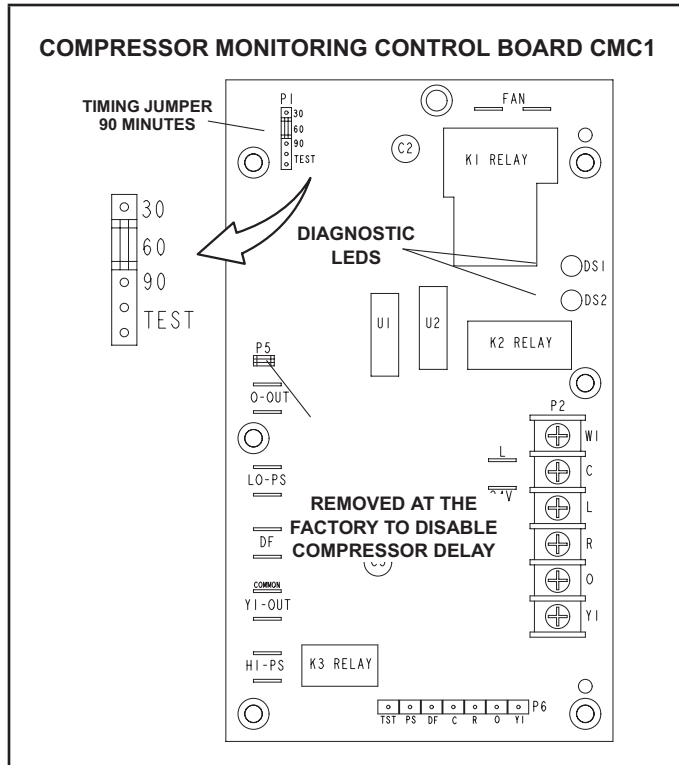 COMPRESSOR MONITORING CONTROL BOARD CMC1
TIMING JUMPER
90 MINUTES
P1
30
60
90
TEST
FAN
C2
K1 RELAY
30
60
90
TEST
DIAGNOSTIC
LEDS
DS1
DS2
U1
U2
K2 RELAY
P5
O-OUT
P2
W1
C
L
R
O
Y1
L
LO-PS
REMOVED AT THE
FACTORY TO DISABLE
COMPRESSOR DELAY
DF
COMMON
Y1-OUT
HI-PS
K3 RELAY
P6
TST PS DF C R O Y1